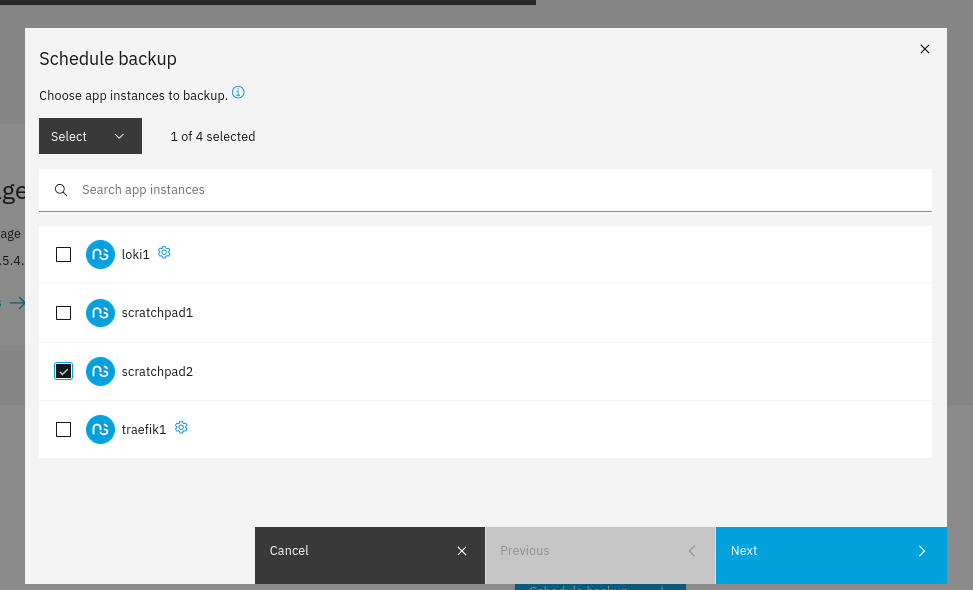 Schedule backup
Choose app instances to backup.
Select
1 of 4 selected
Search app instances
loki1
scratchpad1
scratchpad2
traefik1
Cancel
Previous
Next